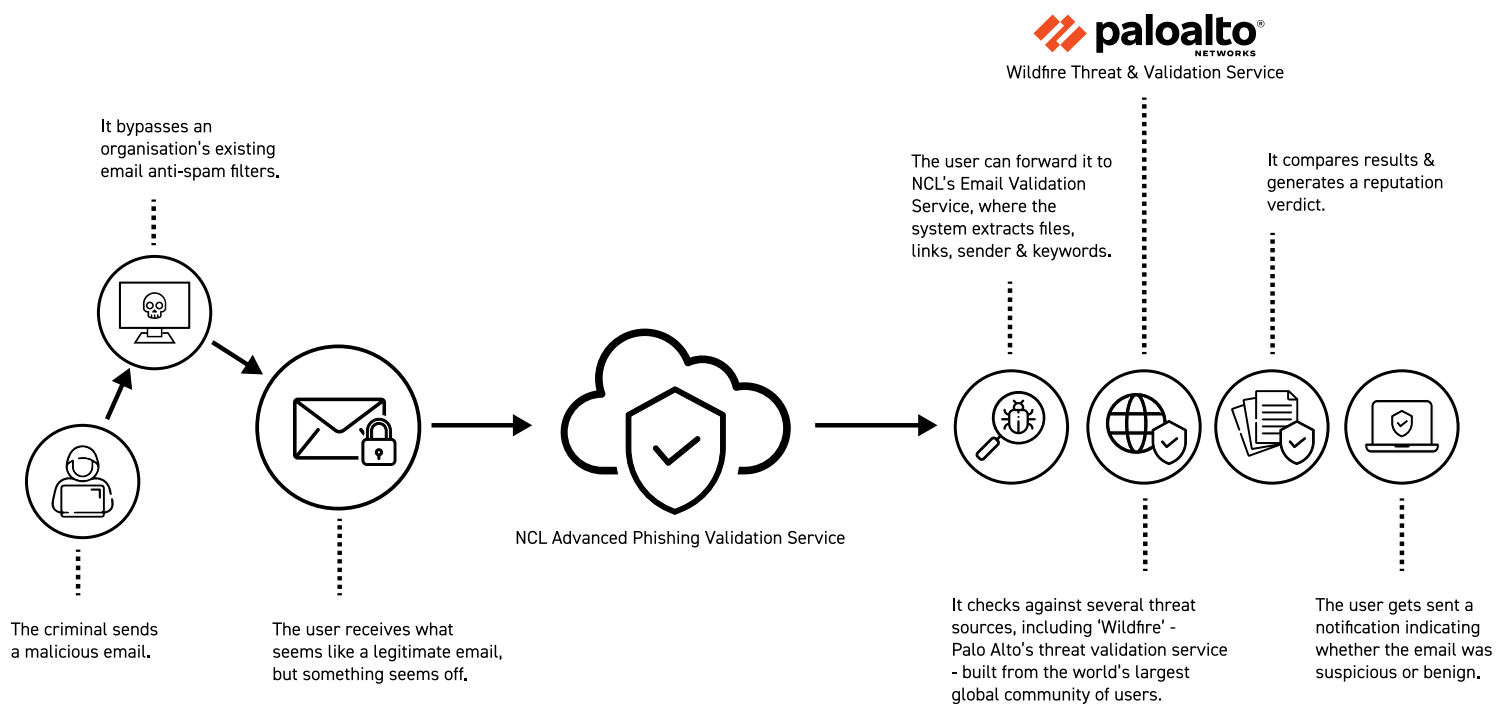 paloalto®
NETWORKS
Wildfire Threat & Validation Service
It bypasses an
organisation's existing
email anti-spam filters.
The user can forward it to
NCL's Email Validation
Service, where the
system extracts files,
links, sender & keywords.
It compares results &
generates a reputation
verdict.
NCL Advanced Phishing Validation Service
The criminal sends
a malicious email.
The user receives what
seems like a legitimate email,
but something seems off.
It checks against several threat
sources, including ‘Wildfire’ -
Palo Alto's threat validation service
- built from the world's largest
global community of users.
The user gets sent a
notification indicating
whether the email was
suspicious or benign.